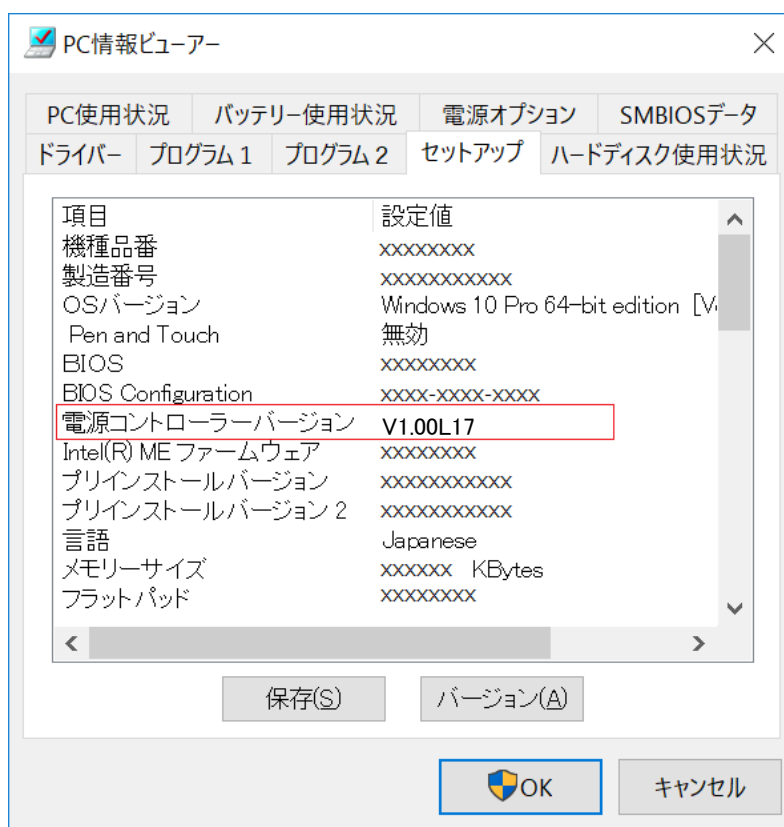 PC情報ビューアー
PC使用状況 バッテリー使用状況 電源オプション SMBIOSデータ
ドライバー プログラム1 プログラム2 セットアップ ハードディスク使用状況
項目 設定値
機種品番 xxxxxxxx
製造番号 xxxxxxxxxxx
OSバージョン Windows 10 Pro 64-bit edition [V
Pen and Touch 無効
BIOS xxxxxxxx
BIOS Configuration xxxx-xxxx-xxxx
電源コントローラーバージョン V1.00L17
Intel(R) ME ファームウェア xxxxxxxx
プリインストールバージョン xxxxxxxxxxx
プリインストールバージョン 2 xxxxxxxxxxx
言語 Japanese
メモリーサイズ xxxxxx KBytes
フラットパッド xxxxxxxx
保存(S) バージョン(A)
OK キャンセル